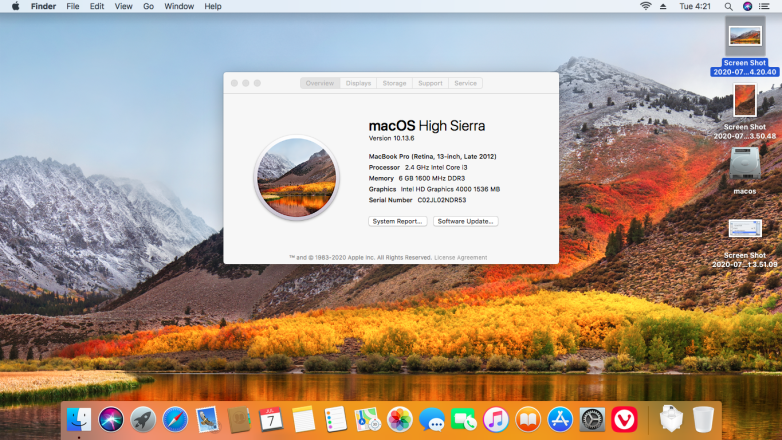 Finder File Edit View Go Window Help
Tue 4:21
Screen Shot
2020-07...4.20.40
Overview Displays Storage Support Service
macOS High Sierra
Version 10.13.6
MacBook Pro (Retina, 13-inch, Late 2012)
Processor 2.4 GHz Intel Core i3
Memory 6 GB 1600 MHz DDR3
Graphics Intel HD Graphics 4000 1536 MB
Serial Number C02JL02NDR53
System Report... Software Update...
™ and © 1983-2020 Apple Inc. All Rights Reserved. License Agreement
Screen Shot
2020-07...3.50.48
macos
Screen Shot
2020-07...t.3.51.09
7